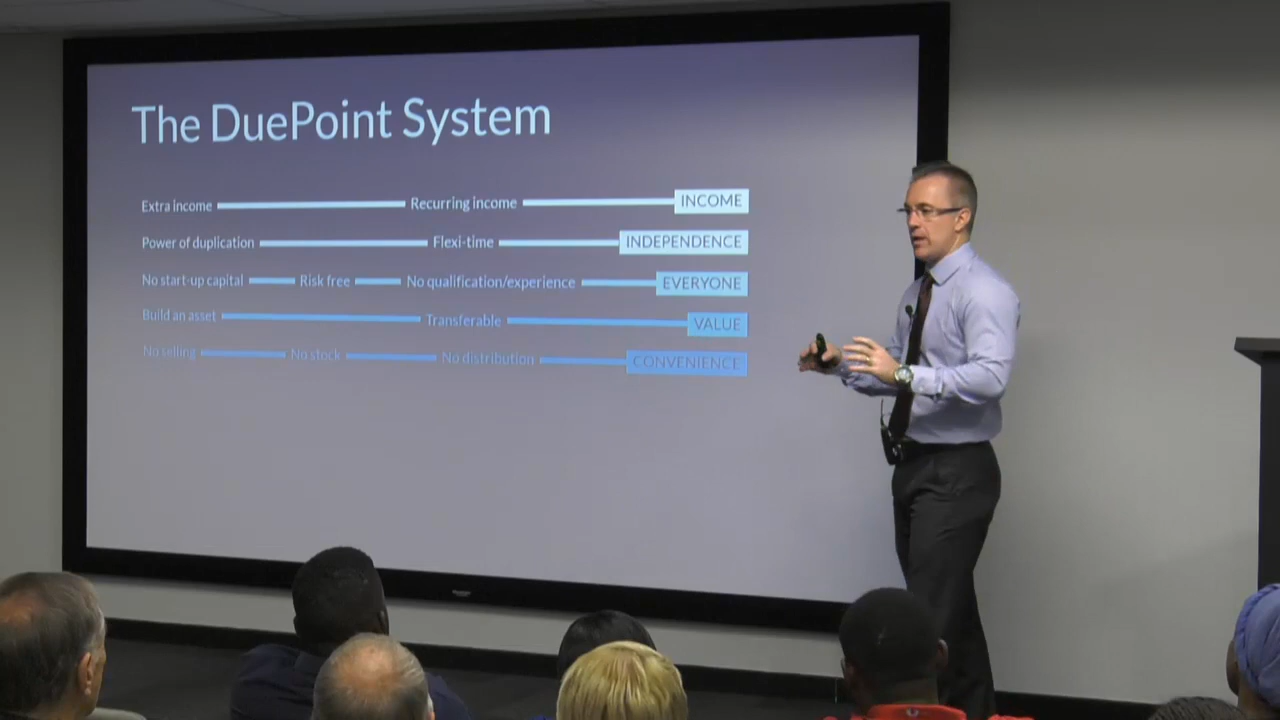 The DuePoint System
Extra income Recurring income INCOME
Power of duplication Flexi-time INDEPENDENCE
No start-up capital Risk free No qualification/experience EVERYONE
Build an asset Transferable VALUE
No selling No stock No distribution CONVENIENCE